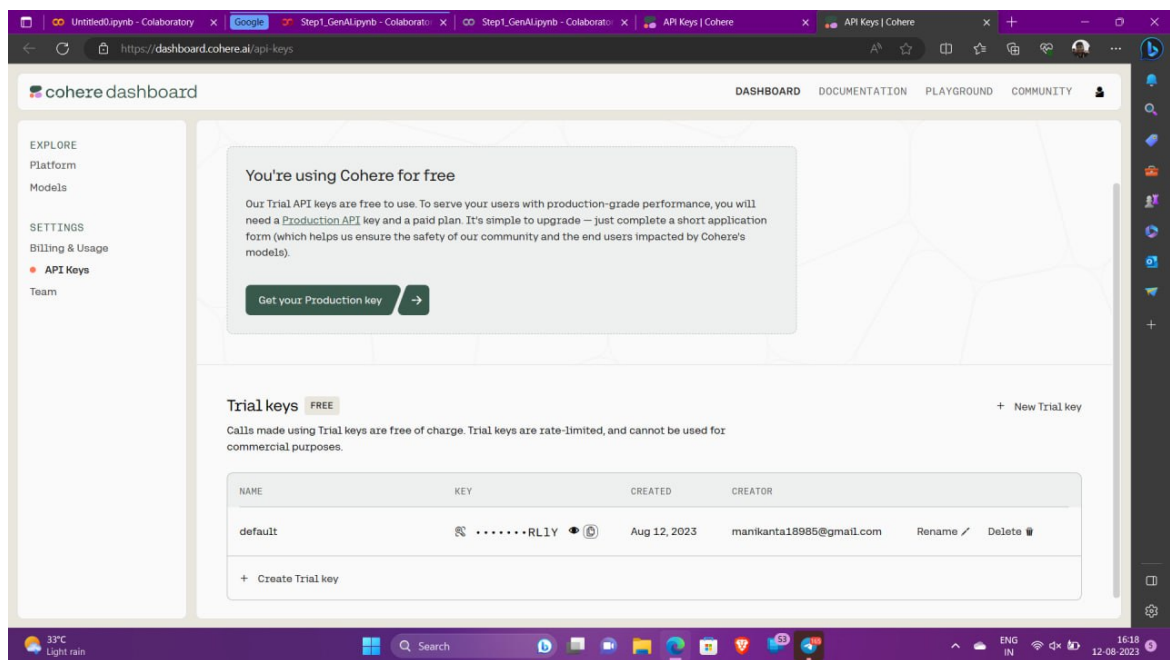 Untitled0.ipynb - Colaboratory
Google
Step1_GenAI.ipynb - Colaborator
Step1_GenAI.ipynb - Colaborator
API Keys | Cohere
API Keys | Cohere
https://dashboard.cohere.ai/api-keys
cohere dashboard
DASHBOARD DOCUMENTATION PLAYGROUND COMMUNITY
EXPLORE
Platform
Models
SETTINGS
Billing & Usage
API Keys
Team
You're using Cohere for free
Our Trial API keys are free to use. To serve your users with production-grade performance, you will
need a Production API key and a paid plan. It's simple to upgrade — just complete a short application
form (which helps us ensure the safety of our community and the end users impacted by Cohere's
models).
Get your Production key →
Trial keys FREE
+ New Trial key
Calls made using Trial keys are free of charge. Trial keys are rate-limited, and cannot be used for
commercial purposes.
NAME KEY CREATED CREATOR
default ·······RLlY Aug 12, 2023 manikanta18985@gmail.com Rename Delete
+ Create Trial key
33°C
Light rain
Search
53
ENG
IN
16:18
12-08-2023
5